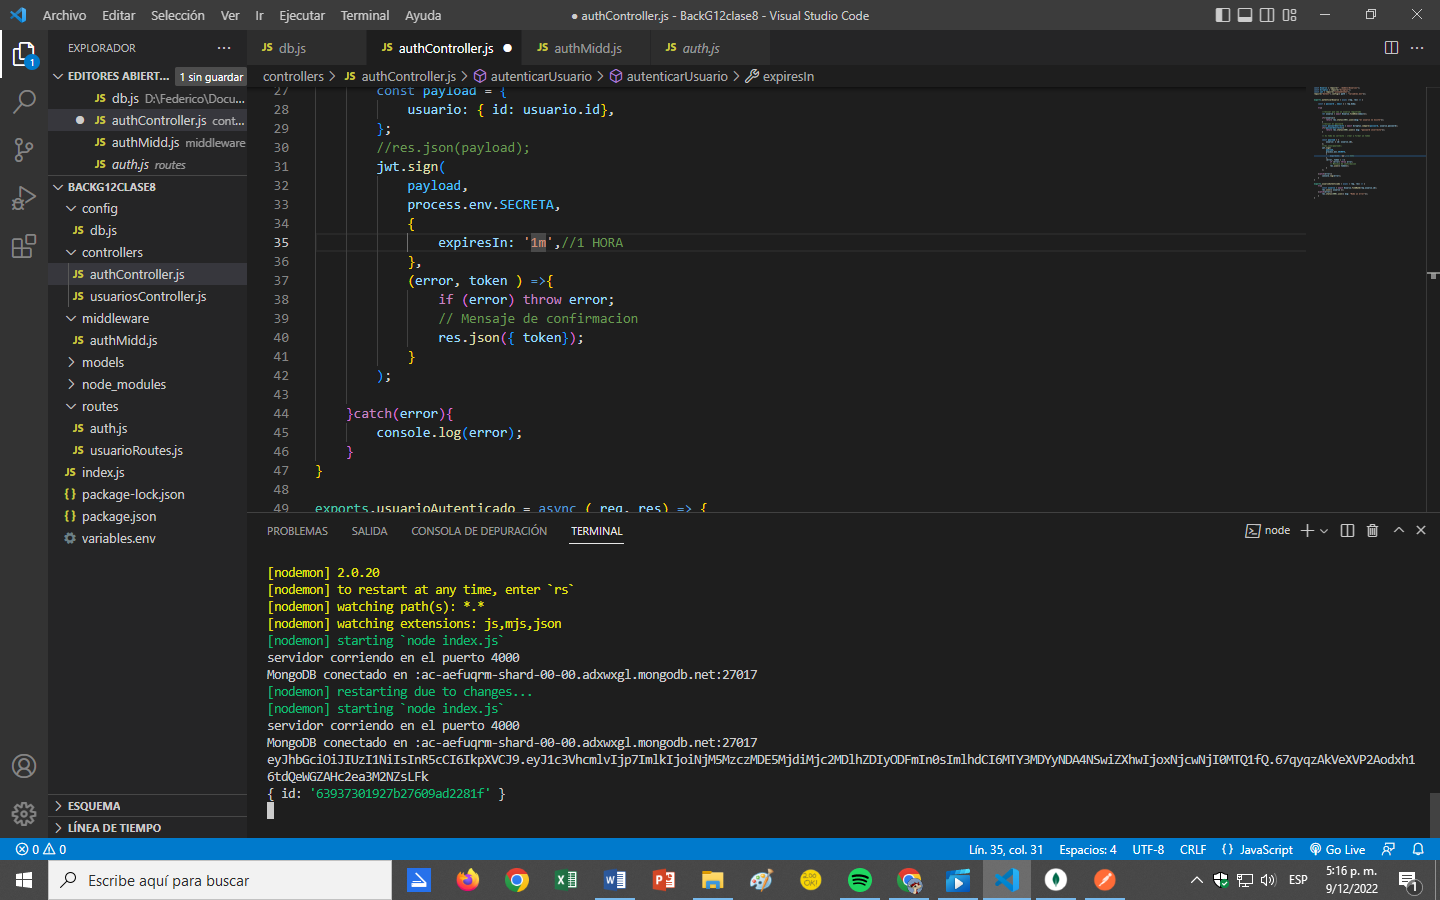 Archivo Editar Selección Ver Ir Ejecutar Terminal Ayuda
● authController.js - BackG12clase8 - Visual Studio Code
EXPLORADOR
EDITORES ABIERT... 1 sin guardar
JS db.js D:\Federico\Docu...
JS authController.js cont...
JS authMidd.js middleware
JS auth.js routes
BACKG12CLASE8
config
JS db.js
controllers
JS authController.js
JS usuariosController.js
middleware
JS authMidd.js
models
node_modules
routes
JS auth.js
JS usuarioRoutes.js
JS index.js
{} package-lock.json
{} package.json
variables.env
ESQUEMA
LÍNEA DE TIEMPO
JS db.js JS authController.js JS authMidd.js JS auth.js
controllers > JS authController.js > autenticarUsuario > autenticarUsuario > expiresIn
27 const payload = {
28 usuario: { id: usuario.id},
29 };
30 //res.json(payload);
31 jwt.sign(
32 payload,
33 process.env.SECRETA,
34 {
35 expiresIn: '1m',//1 HORA
36 },
37 (error, token ) =>{
38 if (error) throw error;
39 // Mensaje de confirmacion
40 res.json({ token});
41 }
42 );
43
44 }catch(error){
45 console.log(error);
46 }
47 }
48
49 exports.usuarioAutenticado = async ( req, res) => {
PROBLEMAS SALIDA CONSOLA DE DEPURACIÓN TERMINAL
node
[nodemon] 2.0.20
[nodemon] to restart at any time, enter `rs`
[nodemon] watching path(s): *.*
[nodemon] watching extensions: js,mjs,json
[nodemon] starting `node index.js`
servidor corriendo en el puerto 4000
MongoDB conectado en :ac-aefuqrm-shard-00-00.adxwxgl.mongodb.net:27017
[nodemon] restarting due to changes...
[nodemon] starting `node index.js`
servidor corriendo en el puerto 4000
MongoDB conectado en :ac-aefuqrm-shard-00-00.adxwxgl.mongodb.net:27017
eyJhbGciOiJIUzI1NiIsInR5cCI6IkpXVCJ9.eyJ1c3VhcmlvIjp7ImlkIjoiNjM5MzczMDE5MjdiMjc2MDlhZDIyODFmIn0sImlhdCI6MTY3MDYyNDA4NSwiZXhwIjoxNjcwNjI0MTQ1fQ.67qyqzAkVeXVP2Aodxh1
6tdQeWGZAHc2ea3M2NZsLFk
{ id: '63937301927b27609ad2281f' }
0 0
Lín. 35, col. 31 Espacios: 4 UTF-8 CRLF {} JavaScript Go Live
Escribe aquí para buscar
ESP
5:16 p. m.
9/12/2022
1